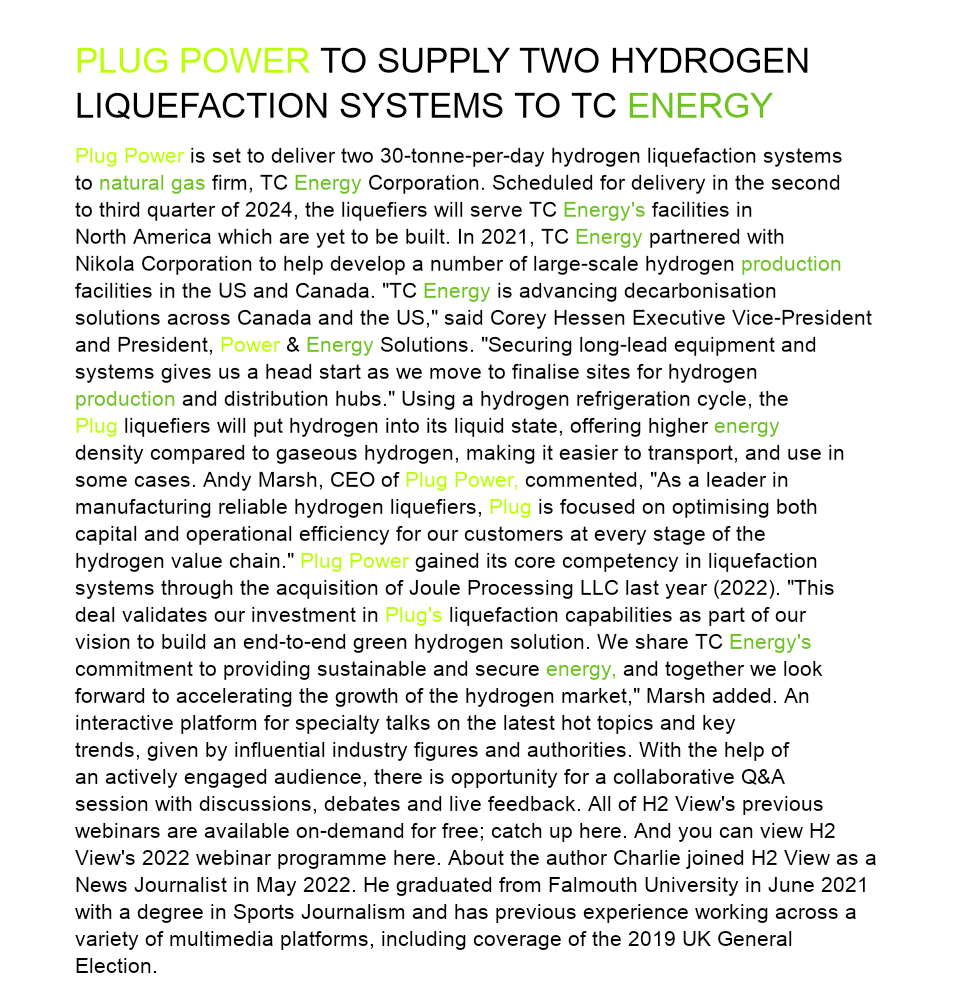 PLUG POWER TO SUPPLY TWO HYDROGEN
LIQUEFACTION SYSTEMS TO TC ENERGY
Plug Power is set to deliver two 30-tonne-per-day hydrogen liquefaction systems
to natural gas firm, TC Energy Corporation. Scheduled for delivery in the second
to third quarter of 2024, the liquefiers will serve TC Energy's facilities in
North America which are yet to be built. In 2021, TC Energy partnered with
Nikola Corporation to help develop a number of large-scale hydrogen production
facilities in the US and Canada. "TC Energy is advancing decarbonisation
solutions across Canada and the US," said Corey Hessen Executive Vice-President
and President, Power & Energy Solutions. "Securing long-lead equipment and
systems gives us a head start as we move to finalise sites for hydrogen
production and distribution hubs." Using a hydrogen refrigeration cycle, the
Plug liquefiers will put hydrogen into its liquid state, offering higher energy
density compared to gaseous hydrogen, making it easier to transport, and use in
some cases. Andy Marsh, CEO of Plug Power, commented, "As a leader in
manufacturing reliable hydrogen liquefiers, Plug is focused on optimising both
capital and operational efficiency for our customers at every stage of the
hydrogen value chain." Plug Power gained its core competency in liquefaction
systems through the acquisition of Joule Processing LLC last year (2022). "This
deal validates our investment in Plug's liquefaction capabilities as part of our
vision to build an end-to-end green hydrogen solution. We share TC Energy's
commitment to providing sustainable and secure energy, and together we look
forward to accelerating the growth of the hydrogen market," Marsh added. An
interactive platform for specialty talks on the latest hot topics and key
trends, given by influential industry figures and authorities. With the help of
an actively engaged audience, there is opportunity for a collaborative Q&A
session with discussions, debates and live feedback. All of H2 View's previous
webinars are available on-demand for free; catch up here. And you can view H2
View's 2022 webinar programme here. About the author Charlie joined H2 View as a
News Journalist in May 2022. He graduated from Falmouth University in June 2021
with a degree in Sports Journalism and has previous experience working across a
variety of multimedia platforms, including coverage of the 2019 UK General
Election.